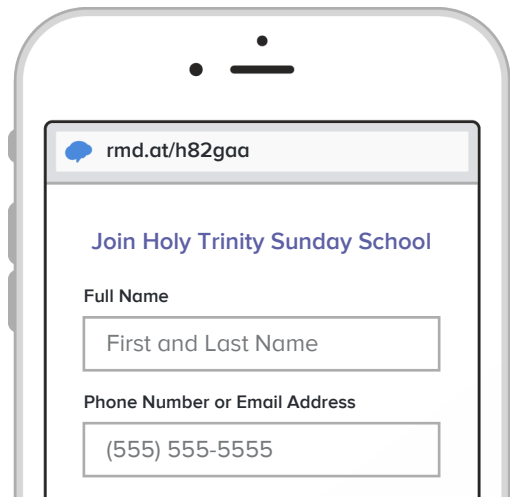 rmd.at/h82gaa
Join Holy Trinity Sunday School
Full Name
First and Last Name
Phone Number or Email Address
(555) 555-5555